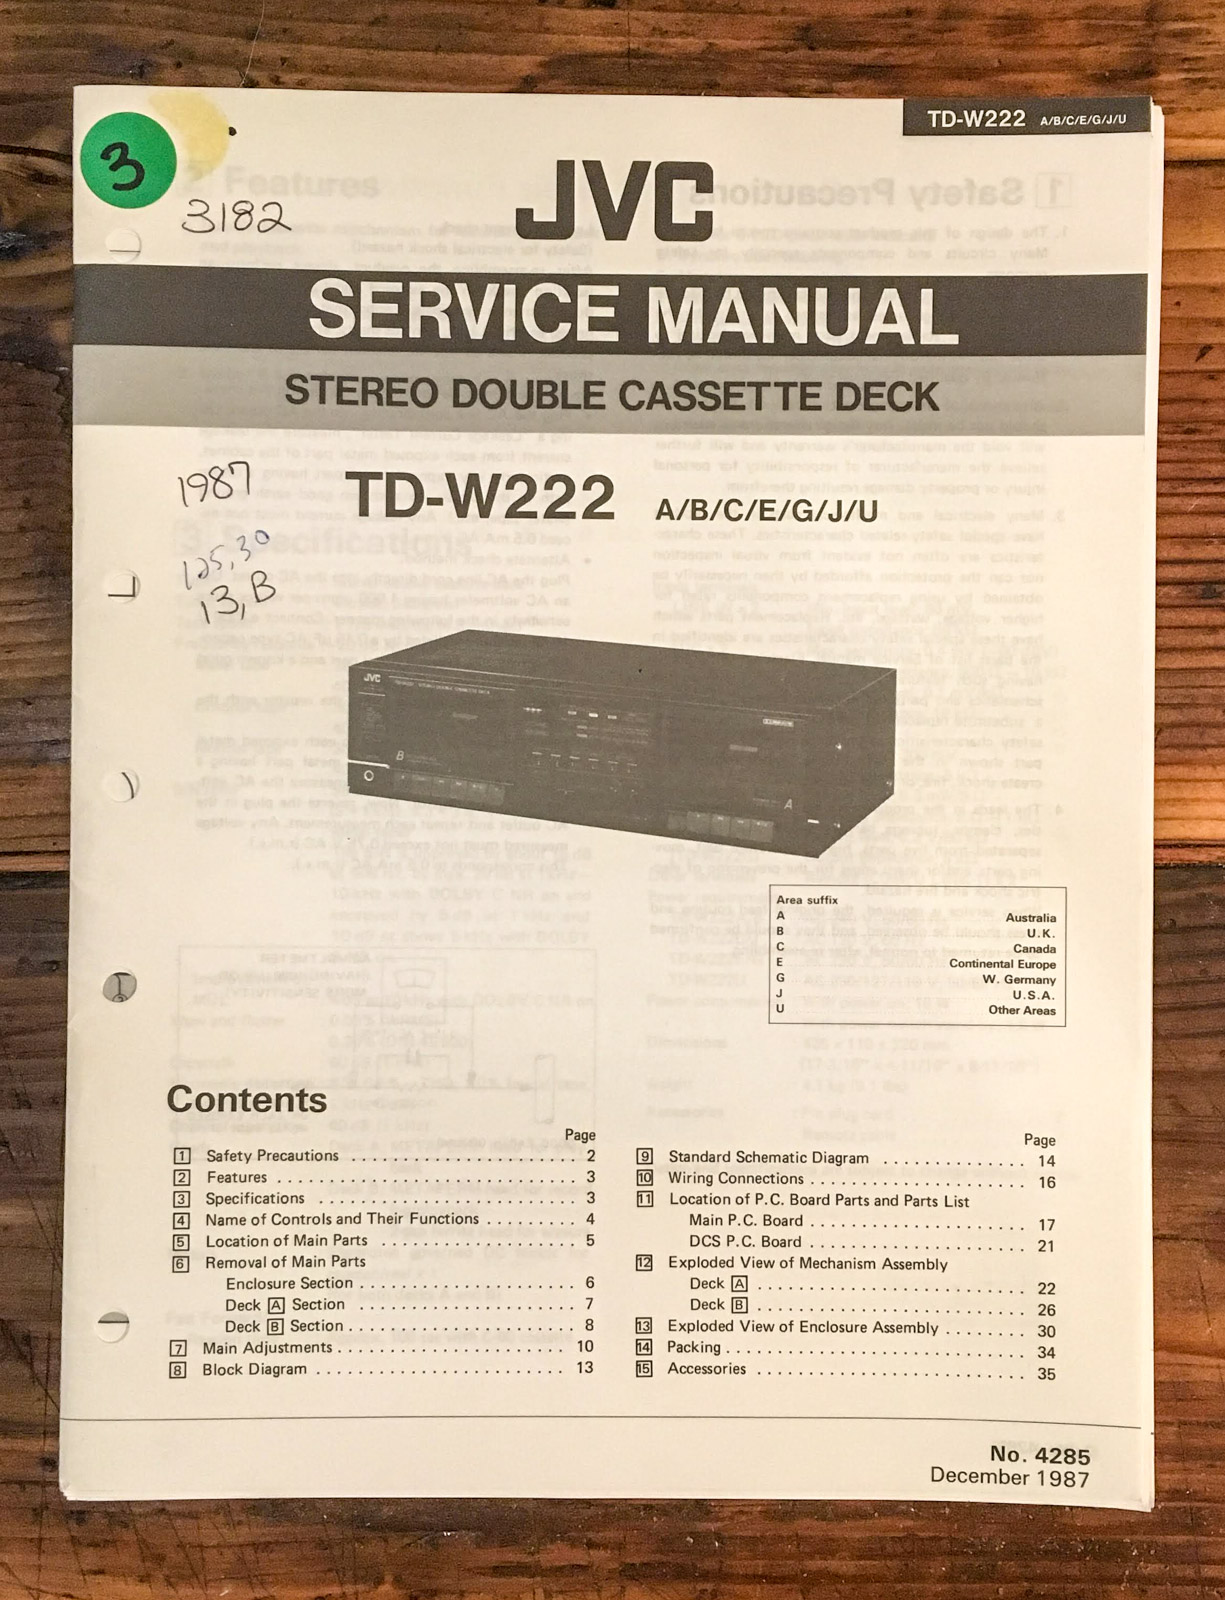 TD-W222 A/B/C/E/G/J/U
3
3182
JVC
SERVICE MANUAL
STEREO DOUBLE CASSETTE DECK
1987
TD-W222 A/B/C/E/G/J/U
125,30
13,B
JVC
B
A
Area suffix
A Australia
B U.K.
C Canada
E Continental Europe
G W. Germany
J U.S.A.
U Other Areas
Contents
Page
1 Safety Precautions 2
2 Features 3
3 Specifications 3
4 Name of Controls and Their Functions 4
5 Location of Main Parts 5
6 Removal of Main Parts
Enclosure Section 6
Deck A Section 7
Deck B Section 8
7 Main Adjustments 10
8 Block Diagram 13
Page
9 Standard Schematic Diagram 14
10 Wiring Connections 16
11 Location of P.C. Board Parts and Parts List
Main P.C. Board 17
DCS P.C. Board 21
12 Exploded View of Mechanism Assembly
Deck A 22
Deck B 26
13 Exploded View of Enclosure Assembly 30
14 Packing 34
15 Accessories 35
No. 4285
December 1987